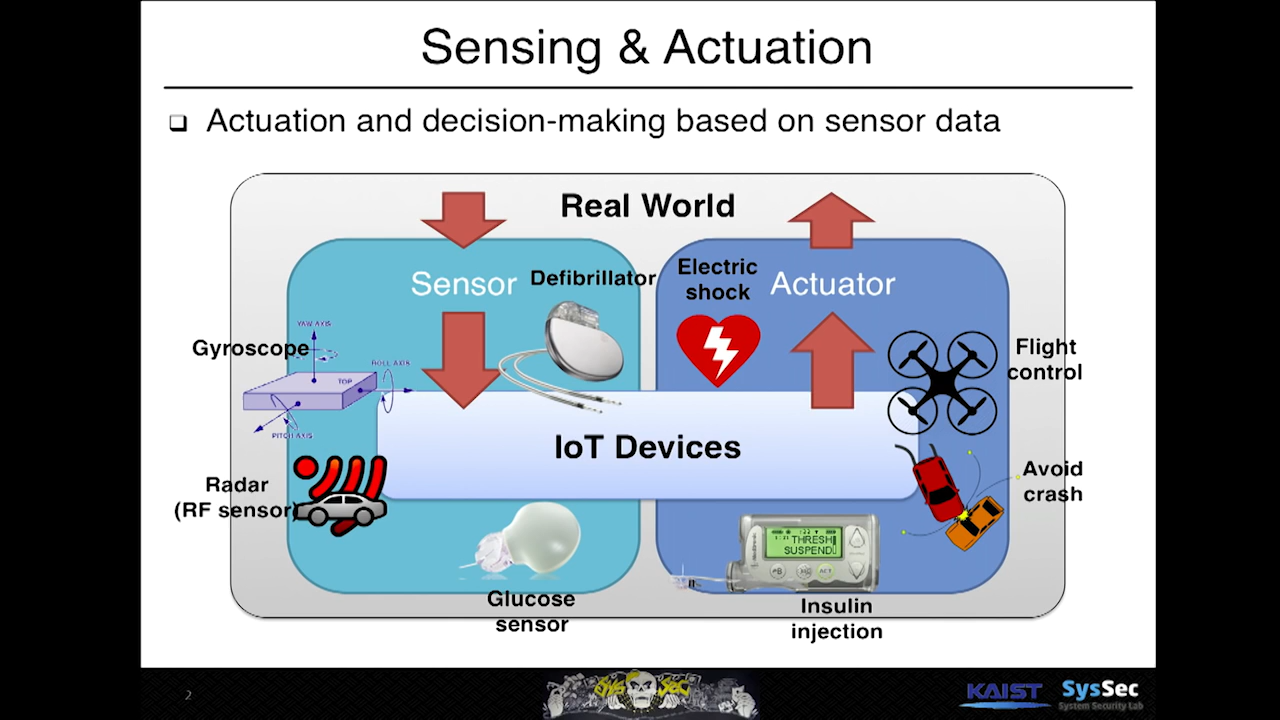 Sensing & Actuation
❑ Actuation and decision-making based on sensor data
Real World
Sensor
Defibrillator
Electric
shock
Actuator
YAW AXIS
Gyroscope
ROLL AXIS
TOP
PITCH AXIS
Flight
control
IoT Devices
Radar
(RF sensor)
Avoid
crash
THRESH
SUSPEND
B
ACT
Glucose
sensor
Insulin
injection
2
SysSec
KAIST
SysSec
System Security Lab